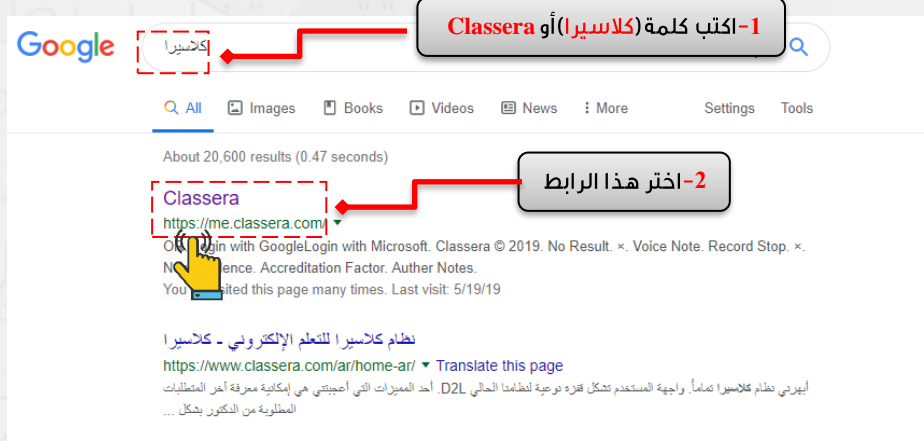 1-اكتب كلمة(كلاسيرا)أو Classera
Google
كلاسيرا
All Images Books Videos News More Settings Tools
About 20,600 results (0.47 seconds)
2-اختر هذا الرابط
Classera
https://me.classera.com/
with GoogleLogin with Microsoft. Classera © 2019. No Result. ×. Voice Note. Record Stop. ×.
Accreditation Factor. Auther Notes.
You this page many times. Last visit: 5/19/19
نظام كلاسيرا للتعلم الإلكتروني - كلاسيرا
https://www.classera.com/ar/home-ar/ Translate this page
أبهرني نظام كلاسيرا تماماً. واجهة المستخدم تشكل قفزة نوعية لنظامنا الحالي D2L. أحد المميزات التي أعجبتني هي إمكانية معرفة آخر المتطلبات
المطلوبة من الدكتور بشكل ...